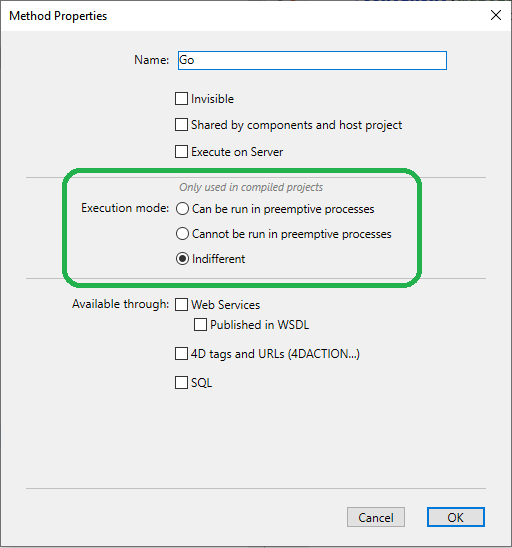 Method Properties
Name: Go
Invisible
Shared by components and host project
Execute on Server
Only used in compiled projects
Execution mode: Can be run in preemptive processes
Cannot be run in preemptive processes
Indifferent
Available through: Web Services
Published in WSDL
4D tags and URLs (4DACTION...)
SQL
Cancel OK